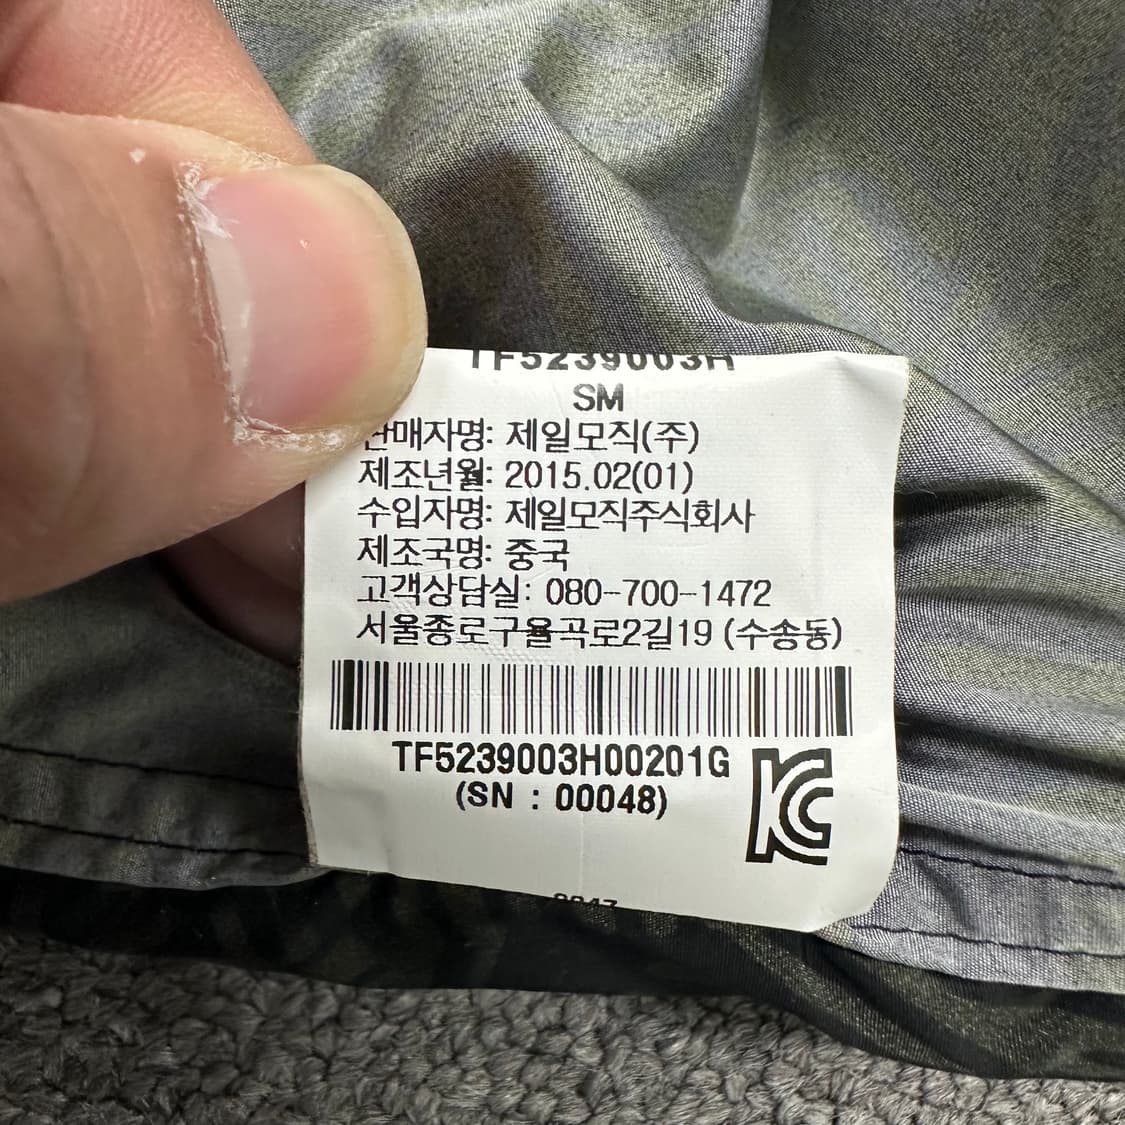 TF5239003H
SM
판매자명: 제일모직(주)
제조년월: 2015.02(01)
수입자명: 제일모직주식회사
제조국명: 중국
고객상담실: 080-700-1472
서울종로구율곡로2길19 (수송동)
TF5239003H00201G
(SN : 00048)
KC